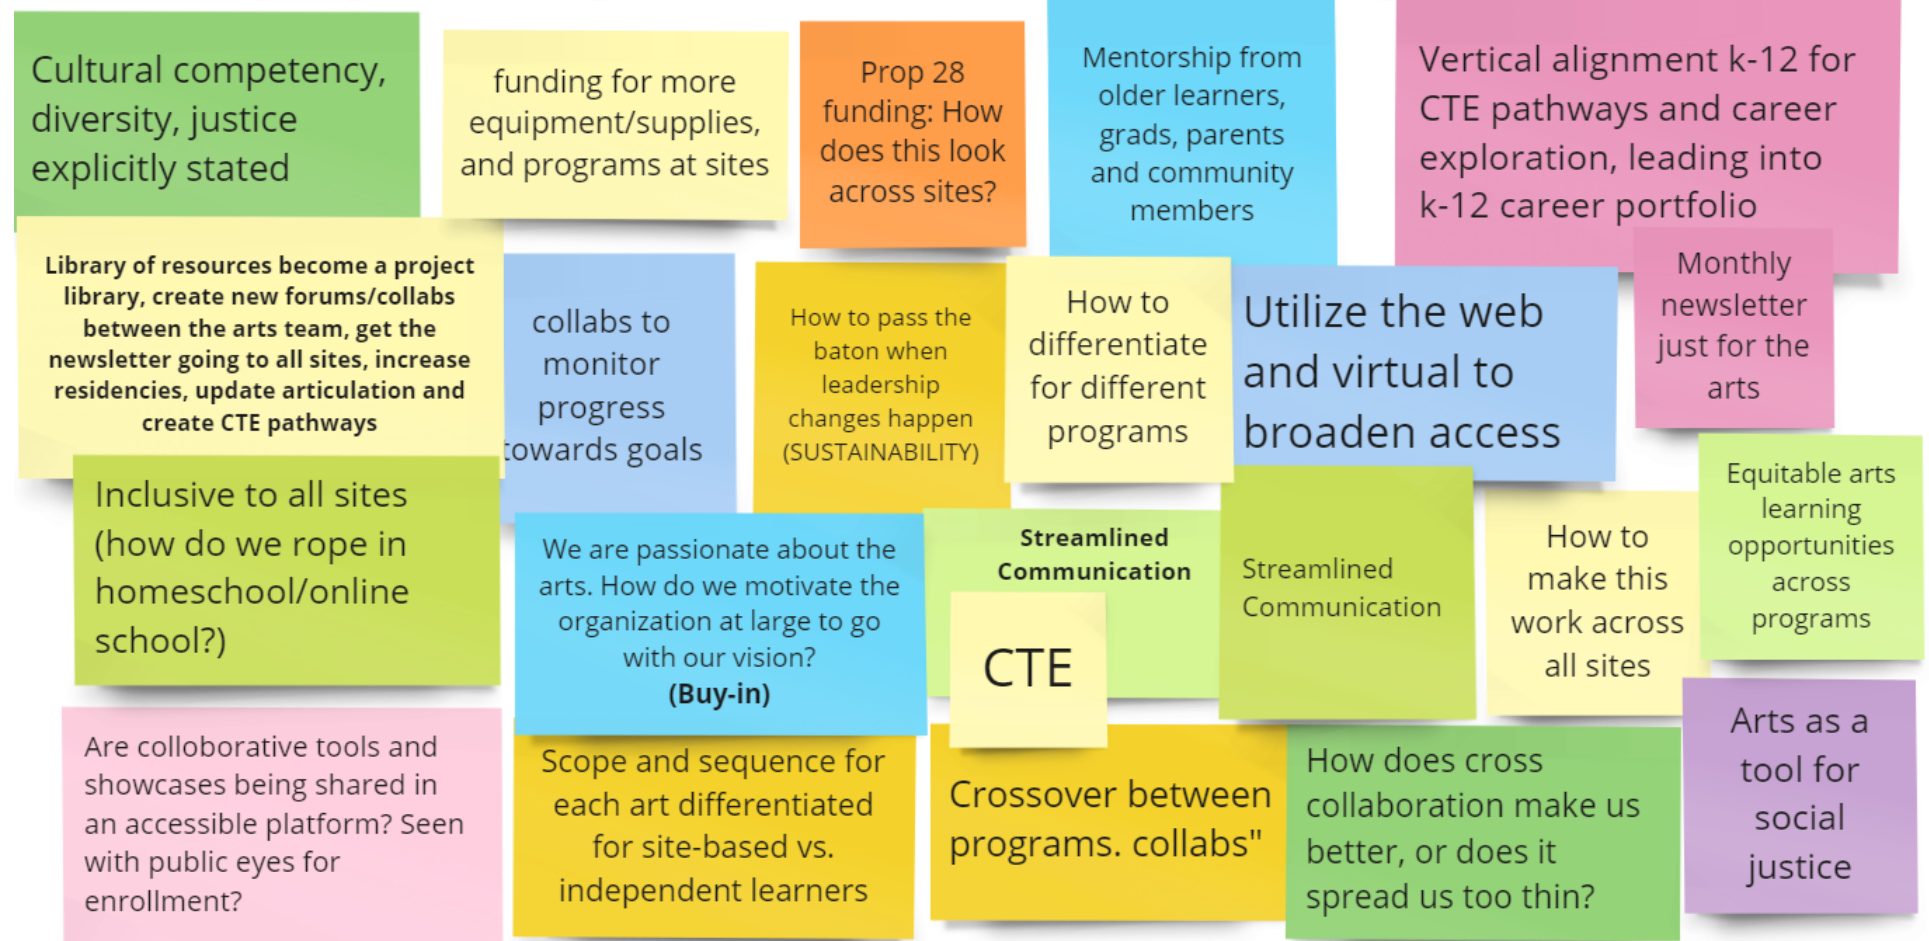 Cultural competency,
diversity, justice
explicitly stated
funding for more
equipment/supplies,
and programs at sites
Prop 28
funding: How
does this look
across sites?
Mentorship from
older learners,
grads, parents
and community
members
Vertical alignment k-12 for
CTE pathways and career
exploration, leading into
k-12 career portfolio
Library of resources become a project
library, create new forums/collabs
between the arts team, get the
newsletter going to all sites, increase
residencies, update articulation and
create CTE pathways
collabs to
monitor
progress
towards goals
How to pass the
baton when
leadership
changes happen
(SUSTAINABILITY)
How to
differentiate
for different
programs
Utilize the web
and virtual to
broaden access
Monthly
newsletter
just for the
arts
Inclusive to all sites
(how do we rope in
homeschool/online
school?)
We are passionate about the
arts. How do we motivate the
organization at large to go
with our vision?
(Buy-in)
Streamlined
Communication
CTE
Streamlined
Communication
How to
make this
work across
all sites
Equitable arts
learning
opportunities
across
programs
Are colloborative tools and
showcases being shared in
an accessible platform? Seen
with public eyes for
enrollment?
Scope and sequence for
each art differentiated
for site-based vs.
independent learners
Crossover between
programs. collabs"
How does cross
collaboration make us
better, or does it
spread us too thin?
Arts as a
tool for
social
justice